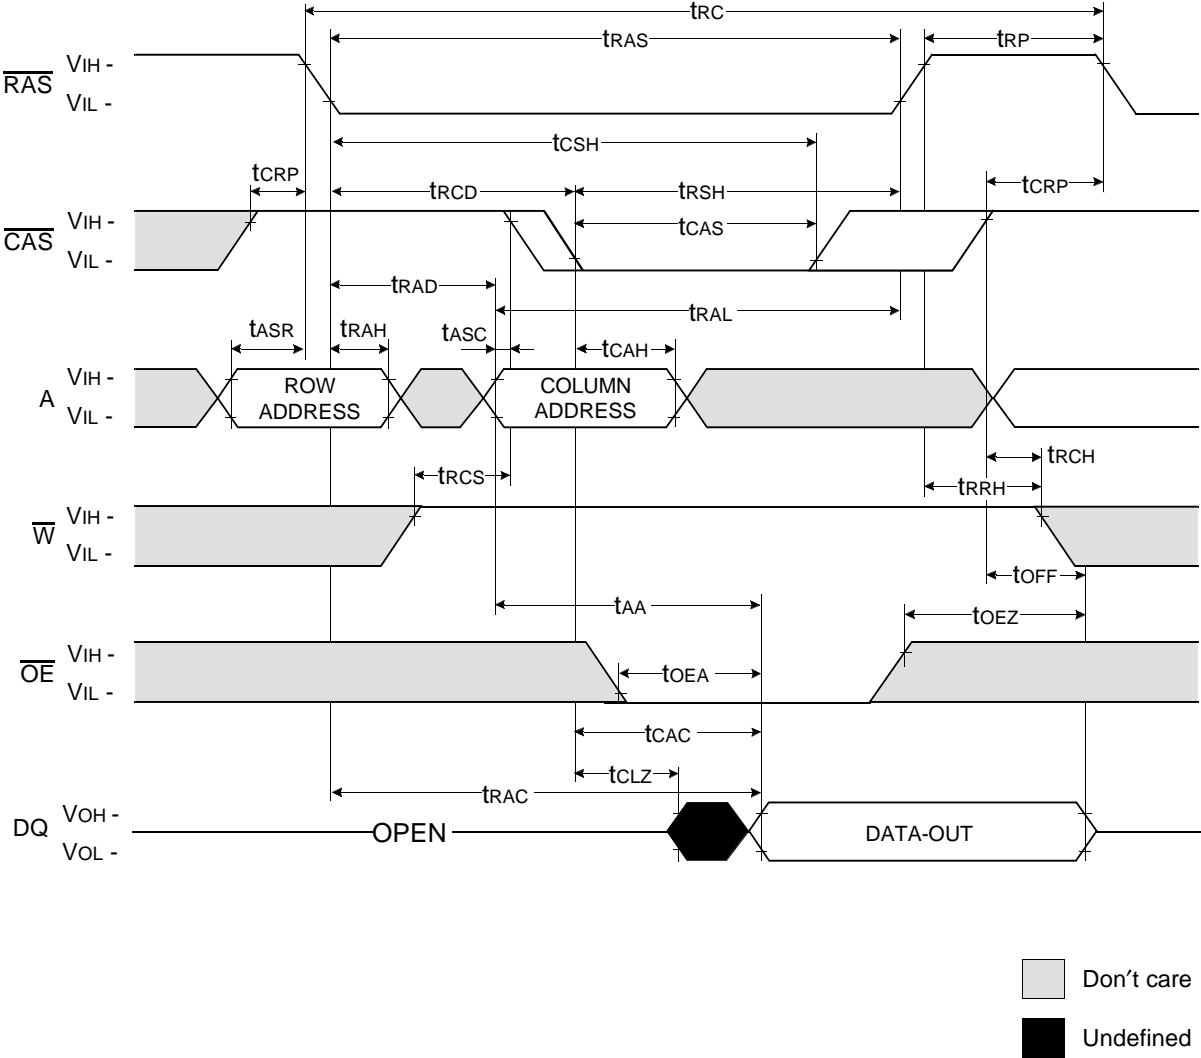 tRC
tRAS
tRP
RAS
VIH -
VIL -
tCSH
tCRP
tRCD
tRSH
tCRP
CAS
VIH -
VIL -
tCAS
tRAD
tRAL
tASR
tRAH
tASC
tCAH
A
VIH -
VIL -
ROW
ADDRESS
COLUMN
ADDRESS
tRCH
tRCS
tRRH
W
VIH -
VIL -
tOFF
tAA
tOEZ
OE
VIH -
VIL -
tOEA
tCAC
tCLZ
tRAC
DQ
VOH -
VOL -
OPEN
DATA-OUT
Don′t care
Undefined